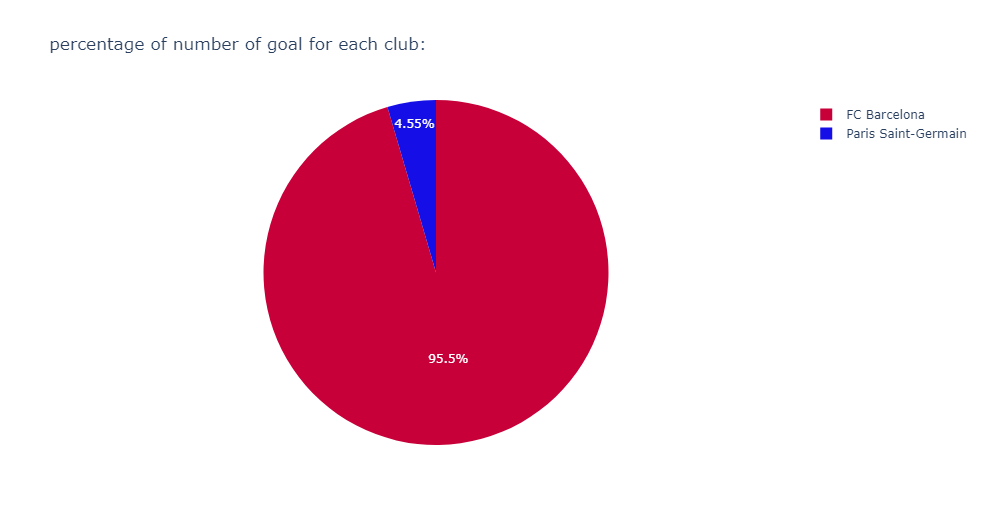 percentage of number of goal for each club:
FC Barcelona
Paris Saint-Germain
4.55%
95.5%